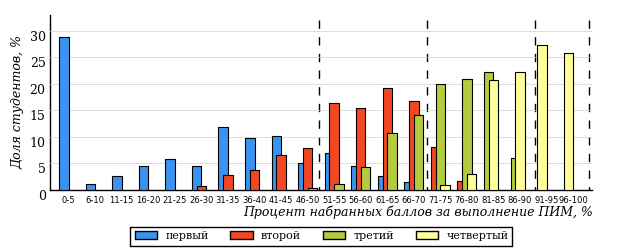 Доля студентов, %
30
25
20
15
10
5
0
0-5 6-10 11-15 16-20 21-25 26-30 31-35 36-40 41-45 46-50 51-55 56-60 61-65 66-70 71-75 76-80 81-85 86-90 91-95 96-100
Процент набранных баллов за выполнение ПИМ, %
первый второй третий четвертый